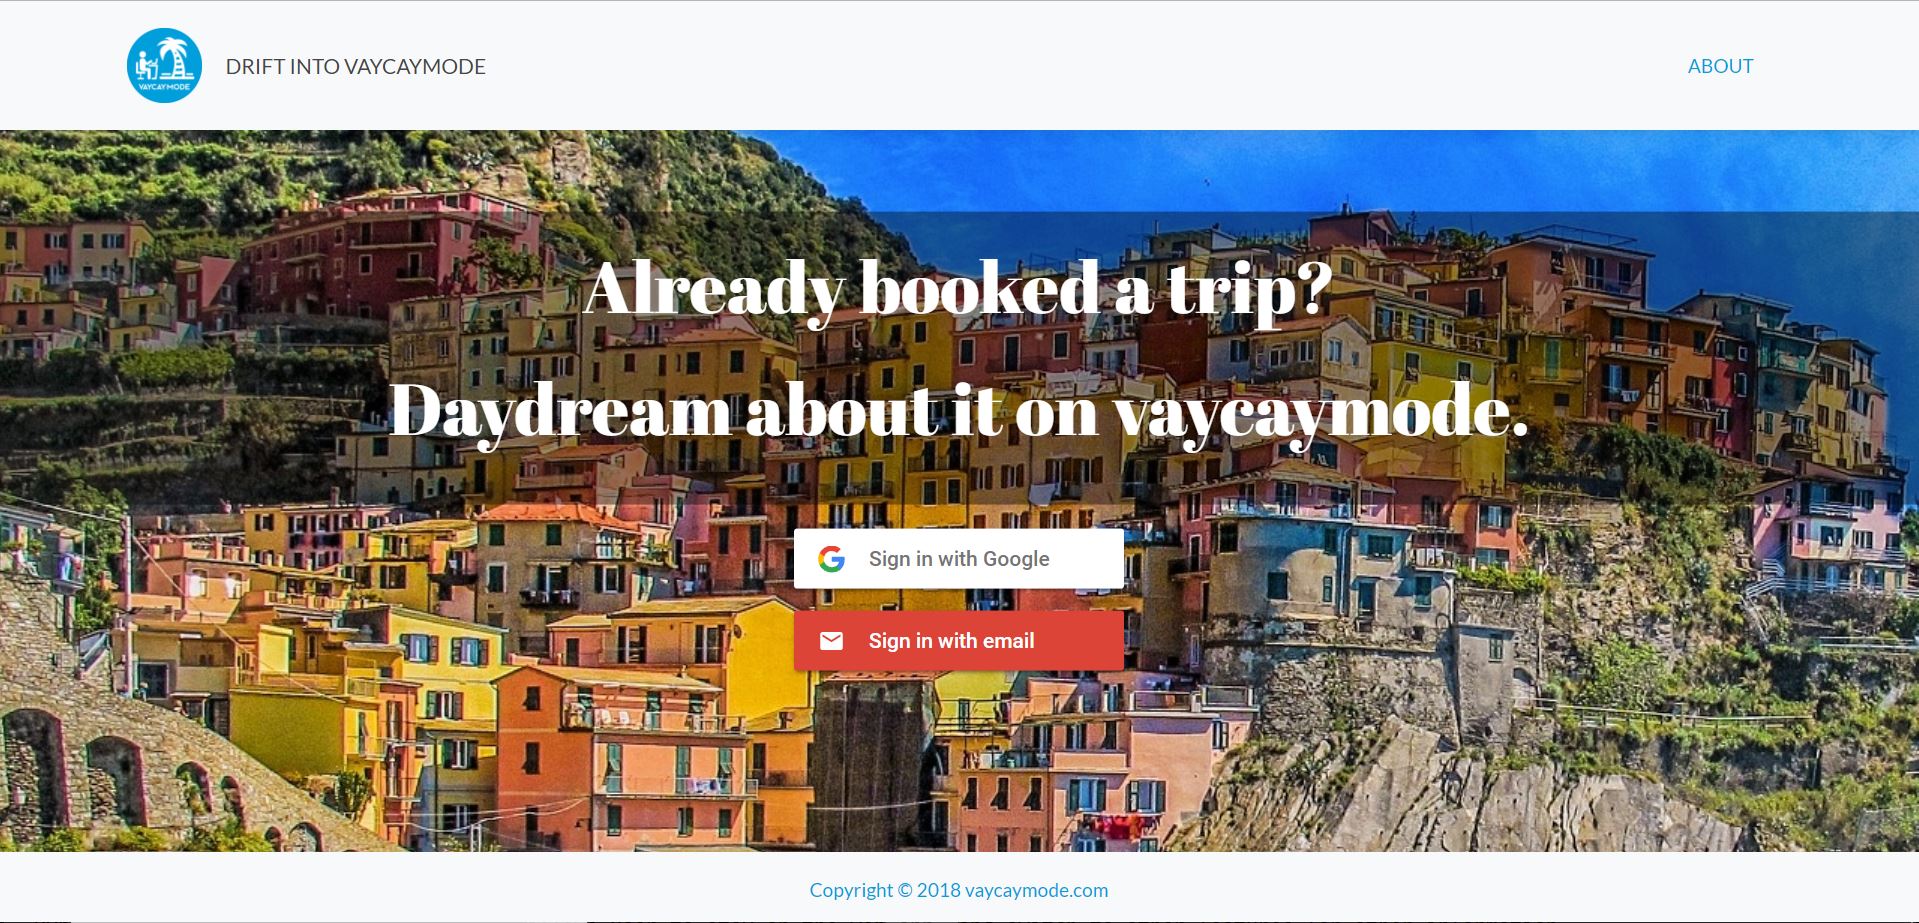 VAYCAYMODE
DRIFT INTO VAYCAYMODE
ABOUT
Already booked a trip?
Daydream about it on vaycaymode.
Sign in with Google
Sign in with email
Copyright © 2018 vaycaymode.com